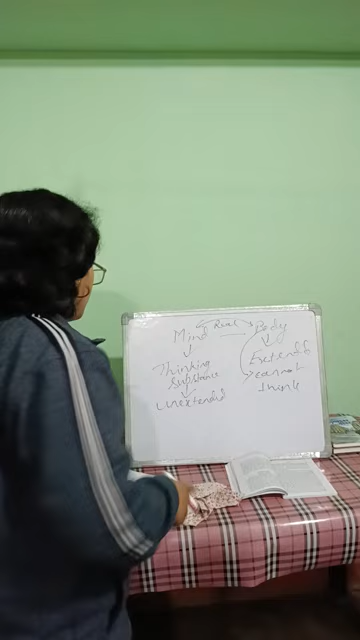 Real
Mind Body
Thinking Extended
Substance cannot
Unextended think